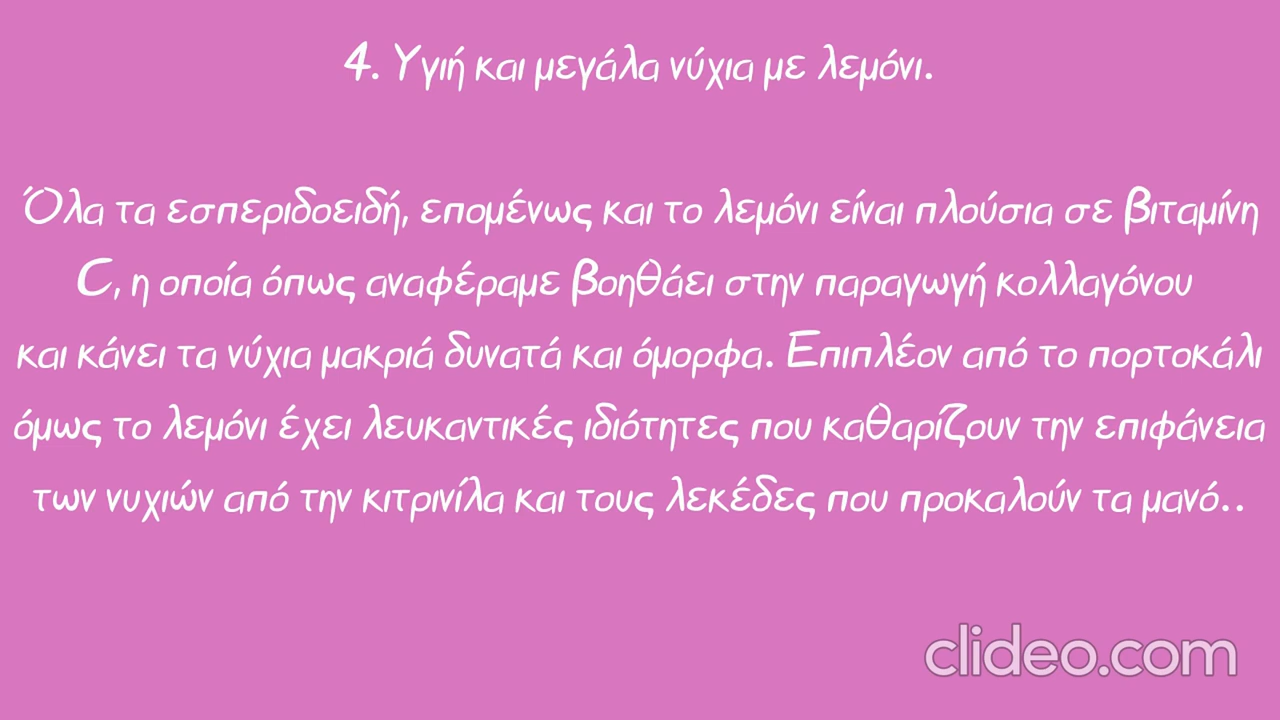 4. Υγιή και μεγάλα νύχια με λεμόνι.
Όλα τα εσπεριδοειδή, επομένως και το λεμόνι είναι πλούσια σε βιταμίνη
C, η οποία όπως αναφέραμε βοηθάει στην παραγωγή κολλαγόνου
και κάνει τα νύχια μακριά δυνατά και όμορφα. Επιπλέον από το πορτοκάλι
όμως το λεμόνι έχει λευκαντικές ιδιότητες που καθαρίζουν την επιφάνεια
των νυχιών από την κιτρινίλα και τους λεκέδες που προκαλούν τα μανό..
clideo.com